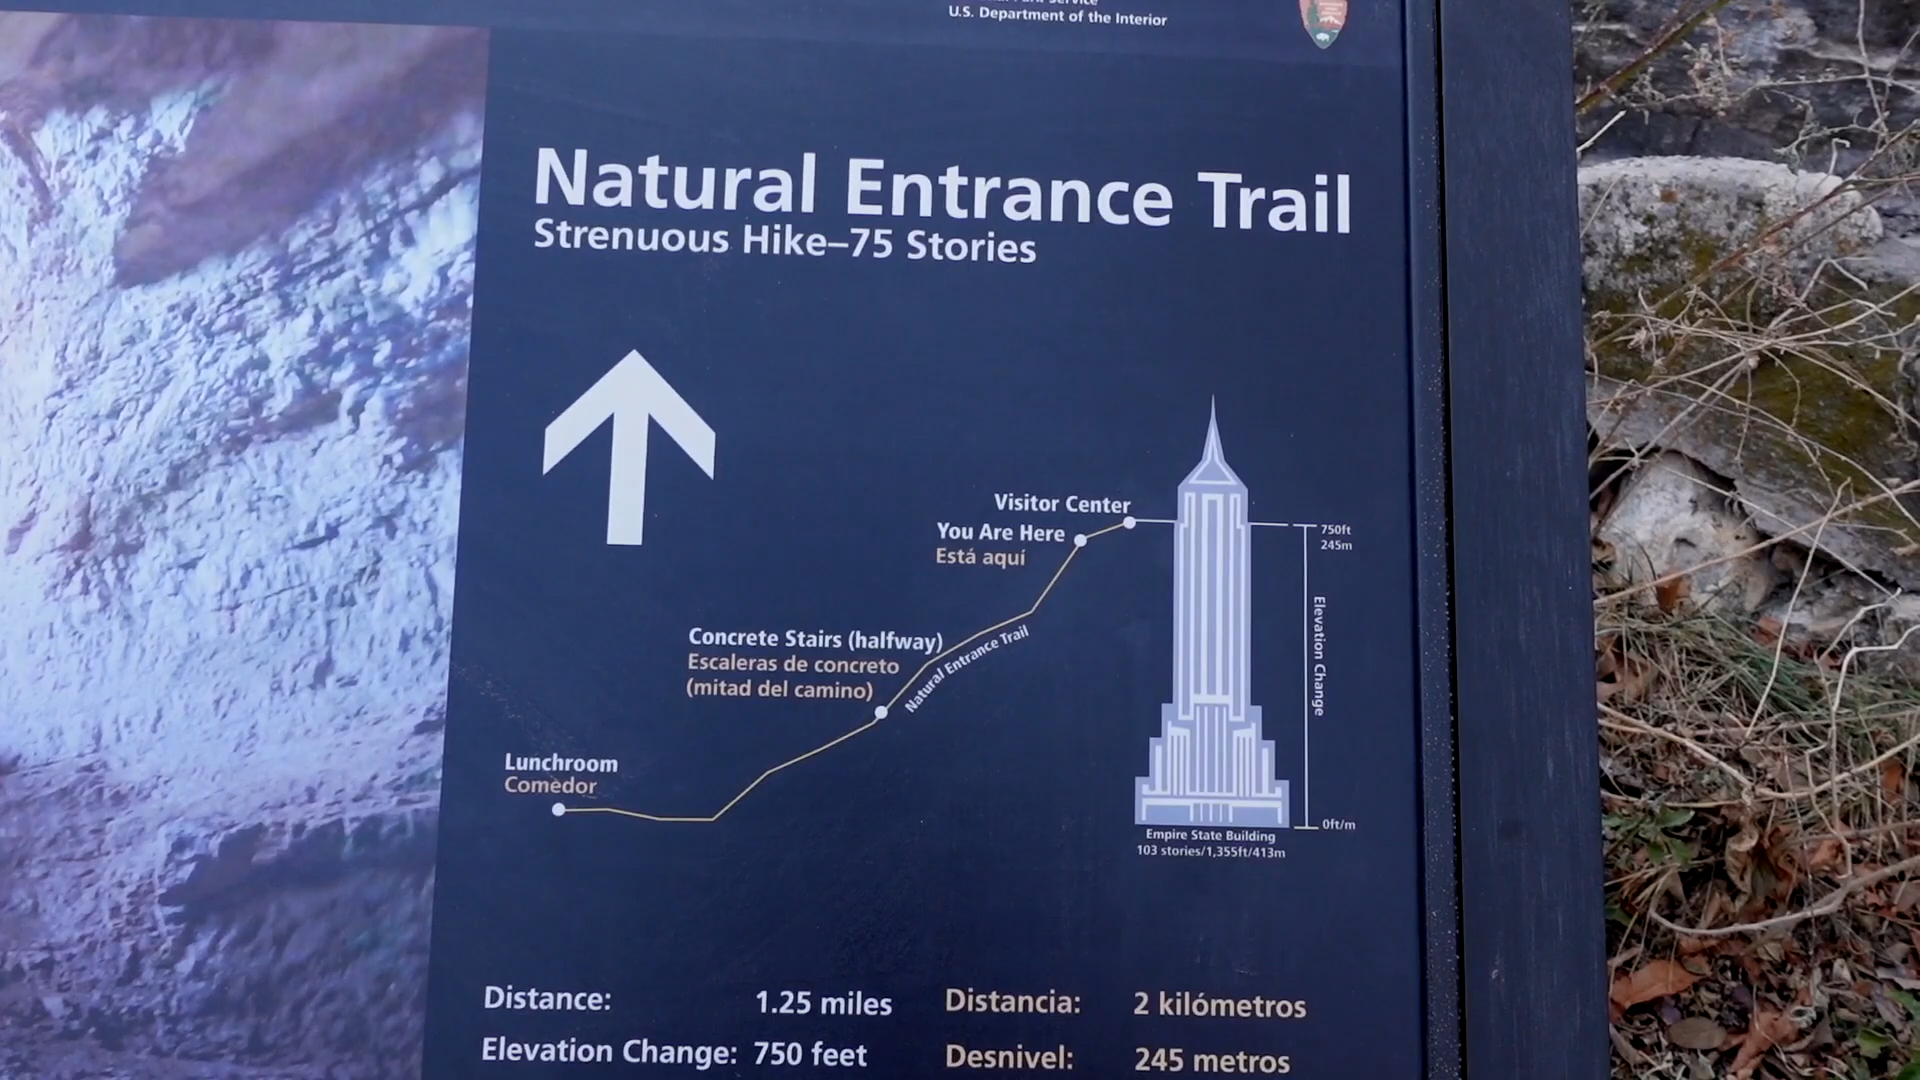 U.S. Department of the Interior
Natural Entrance Trail
Strenuous Hike–75 Stories
Visitor Center
You Are Here
Está aquí
750ft
245m
Elevation Change
Concrete Stairs (halfway)
Escaleras de concreto
(mitad del camino)
Natural Entrance Trail
Lunchroom
Comedor
0ft/m
Empire State Building
103 stories/1,355ft/413m
Distance: 1.25 miles
Distancia: 2 kilómetros
Elevation Change: 750 feet
Desnivel: 245 metros